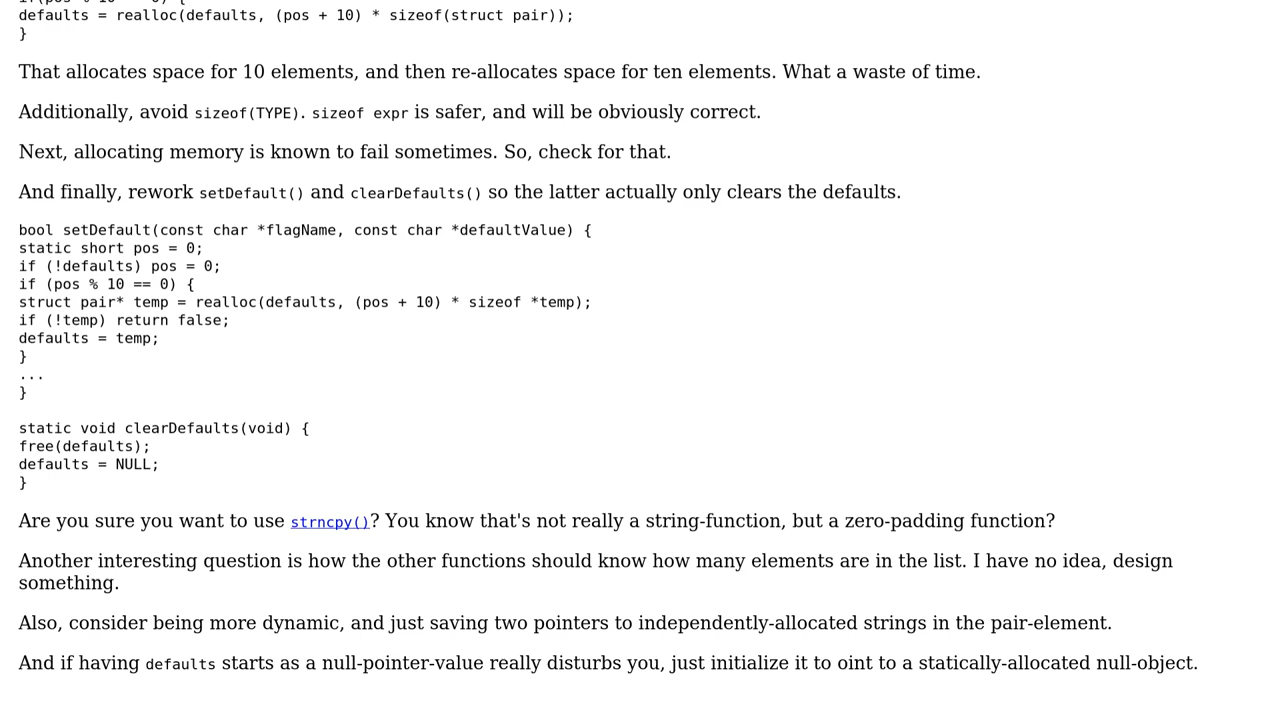 defaults = realloc(defaults, (pos + 10) * sizeof(struct pair));
}
That allocates space for 10 elements, and then re-allocates space for ten elements. What a waste of time.
Additionally, avoid sizeof(TYPE). sizeof expr is safer, and will be obviously correct.
Next, allocating memory is known to fail sometimes. So, check for that.
And finally, rework setDefault() and clearDefaults() so the latter actually only clears the defaults.
bool setDefault(const char *flagName, const char *defaultValue) {
static short pos = 0;
if (!defaults) pos = 0;
if (pos % 10 == 0) {
struct pair* temp = realloc(defaults, (pos + 10) * sizeof *temp);
if (!temp) return false;
defaults = temp;
}
...
}
static void clearDefaults(void) {
free(defaults);
defaults = NULL;
}
Are you sure you want to use strncpy()? You know that's not really a string-function, but a zero-padding function?
Another interesting question is how the other functions should know how many elements are in the list. I have no idea, design
something.
Also, consider being more dynamic, and just saving two pointers to independently-allocated strings in the pair-element.
And if having defaults starts as a null-pointer-value really disturbs you, just initialize it to oint to a statically-allocated null-object.